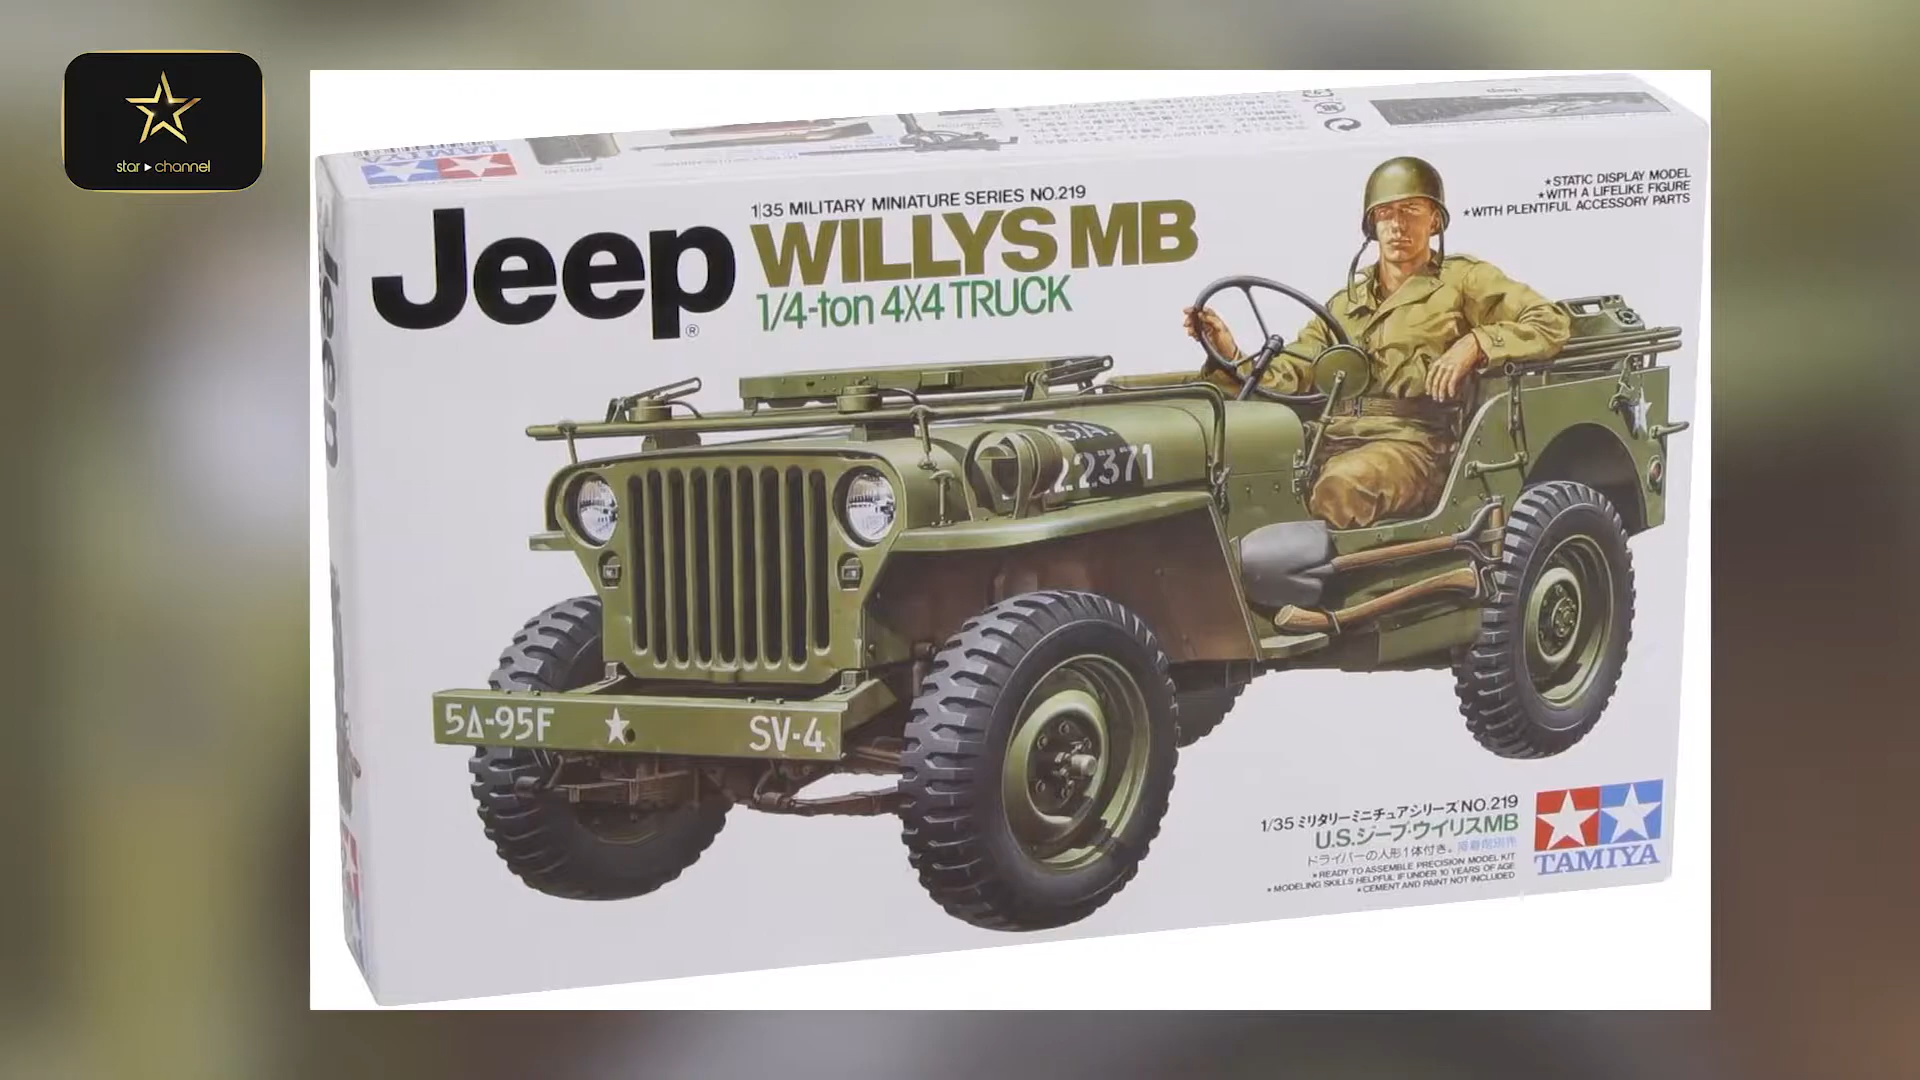 star channel
TAMIYA
Jeep
®
1/35 MILITARY MINIATURE SERIES NO.219
WILLYS MB
1/4-ton 4X4 TRUCK
★STATIC DISPLAY MODEL
★WITH A LIFELIKE FIGURE
★WITH PLENTIFUL ACCESSORY PARTS
22371
5Δ-95F
SV-4
1/35 ミリタリーミニチュアシリーズNO.219
U.S.ジープ・ウイリスMB
ドライバーの人形1体付き。
★READY TO ASSEMBLE PRECISION MODEL KIT
★MODELING SKILLS HELPFUL IF UNDER 10 YEARS OF AGE
★CEMENT AND PAINT NOT INCLUDED
TAMIYA
Jeep